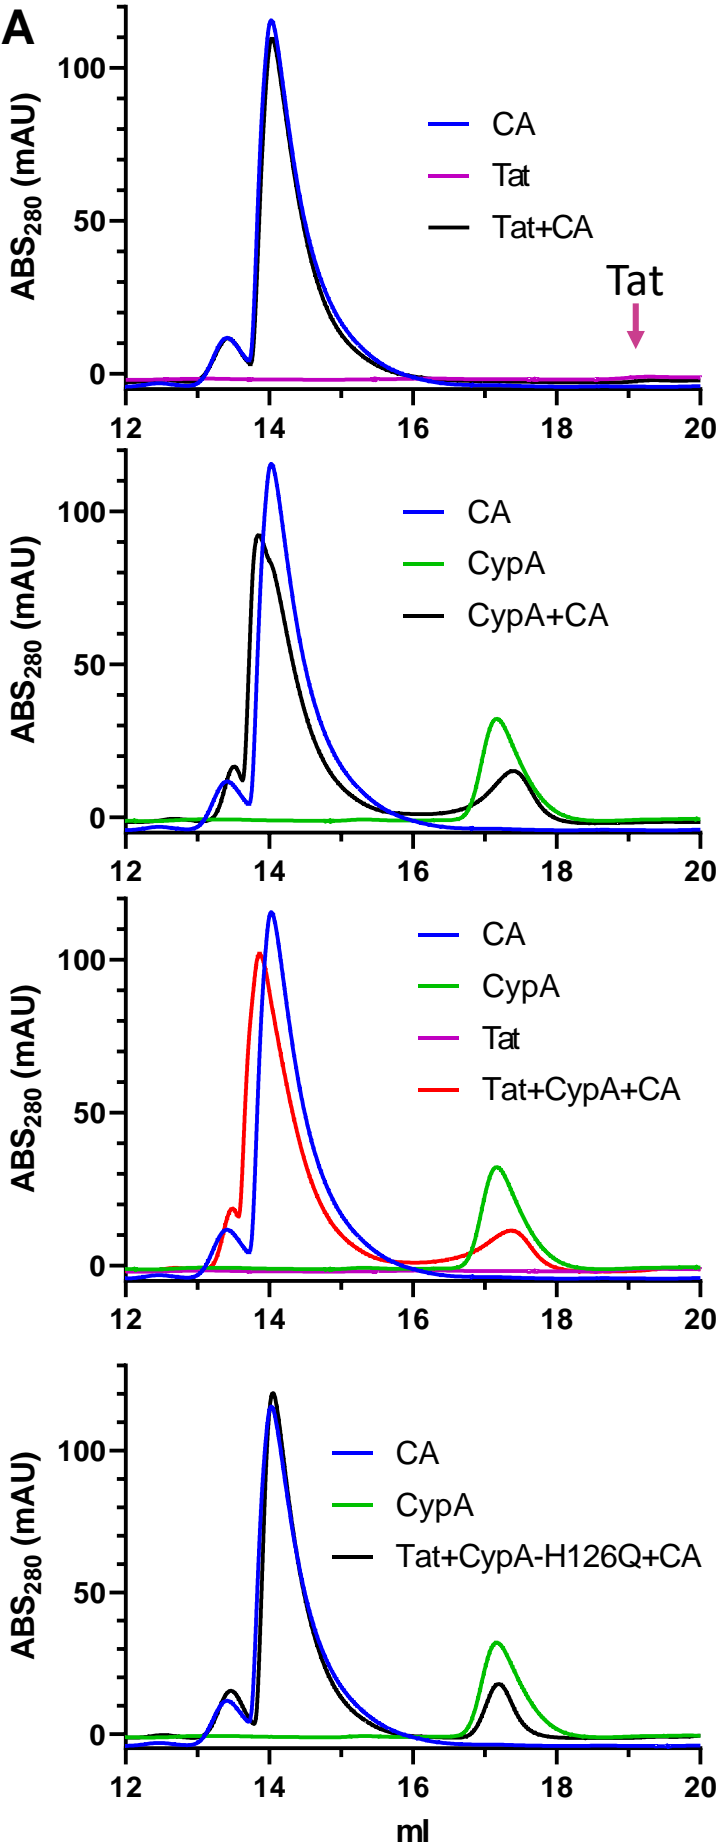 A
ABS280 (mAU)
100
50
0
CA
Tat
Tat+CA
Tat
12 14 16 18 20
ABS280 (mAU)
100
50
0
CA
CypA
CypA+CA
12 14 16 18 20
ABS280 (mAU)
100
50
0
CA
CypA
Tat
Tat+CypA+CA
12 14 16 18 20
ABS280 (mAU)
100
50
0
CA
CypA
Tat+CypA-H126Q+CA
12 14 16 18 20
ml